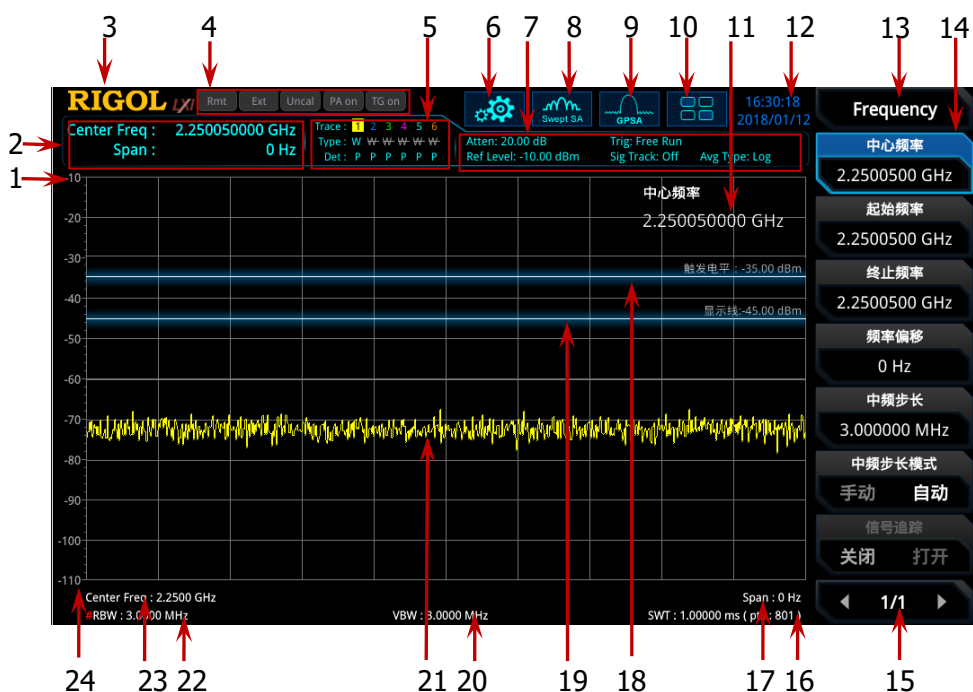 3 4 5 6 7 8 9 10 11 12 13 14
RIGOL LXI Rmt Ext Uncal PA on TG on
Swept SA
GPSA
16:30:18
2018/01/12
Frequency
2
Center Freq : 2.250050000 GHz
Span : 0 Hz
Trace : 1 2 3 4 5 6
Type : W W W W W W
Det : P P P P P P
Atten: 20.00 dB Trig: Free Run
Ref Level: -10.00 dBm Sig Track: Off Avg Type: Log
1
-10
-20
-30
-40
-50
-60
-70
-80
-90
-100
-110
中心频率
2.250050000 GHz
触发电平 : -35.00 dBm
显示线:-45.00 dBm
中心频率
2.2500500 GHz
起始频率
2.2500500 GHz
终止频率
2.2500500 GHz
频率偏移
0 Hz
中频步长
3.000000 MHz
中频步长模式
手动 自动
信号追踪
关闭 打开
1/1
Center Freq : 2.2500 GHz Span : 0 Hz
#RBW : 3.0000 MHz VBW : 3.0000 MHz SWT : 1.00000 ms ( pts : 801 )
24 23 22 21 20 19 18 17 16 15